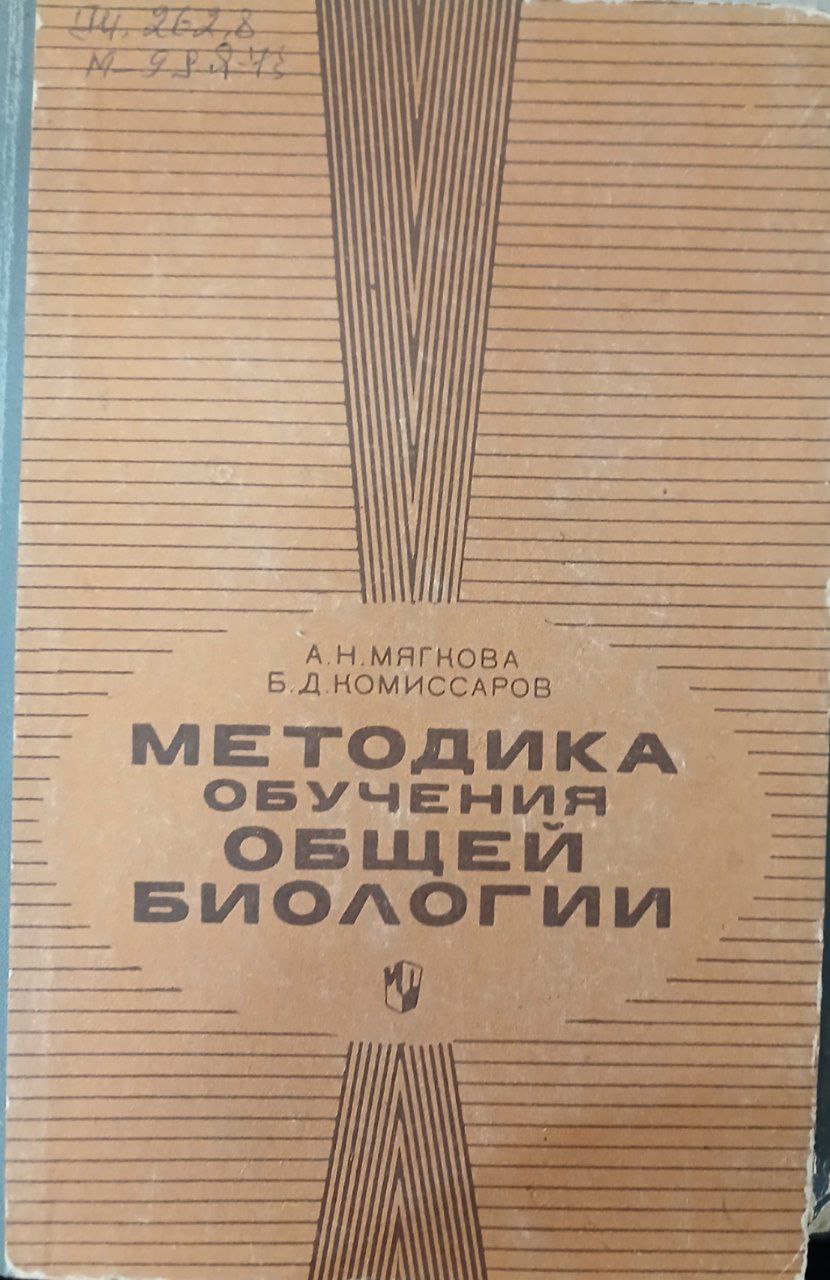 А.Н.МЯГКОВА
Б.Д.КОМИССАРОВ
МЕТОДИКА
ОБУЧЕНИЯ
ОБЩЕЙ
БИОЛОГИИ